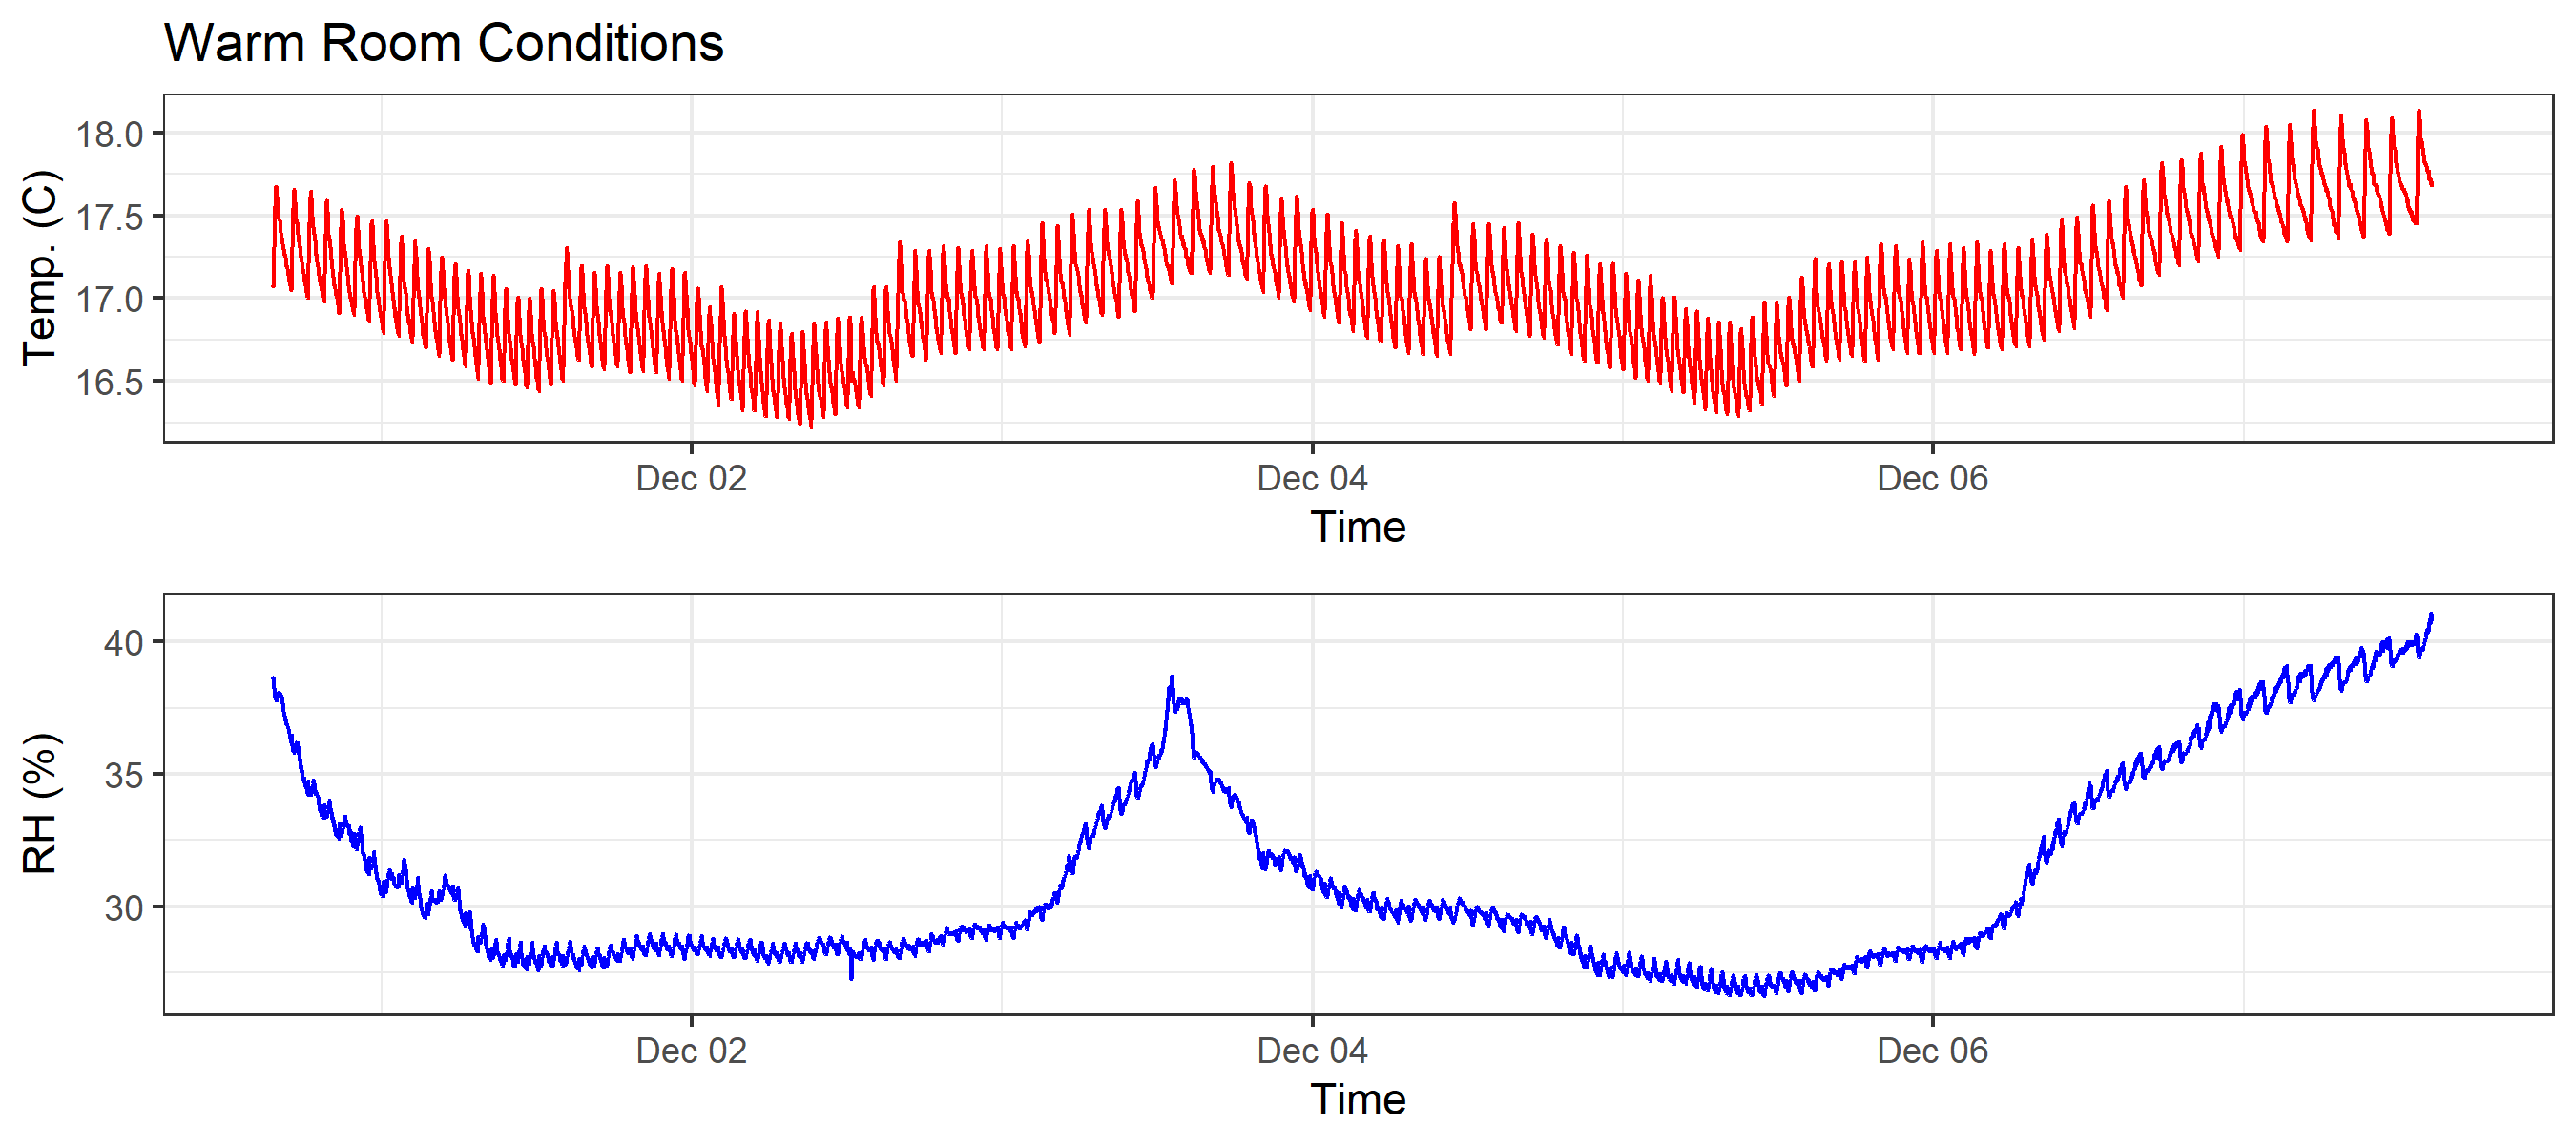 Warm Room Conditions
Temp. (C)
18.0
17.5
17.0
16.5
Dec 02 Dec 04 Dec 06
Time
RH (%)
40
35
30
Dec 02 Dec 04 Dec 06
Time